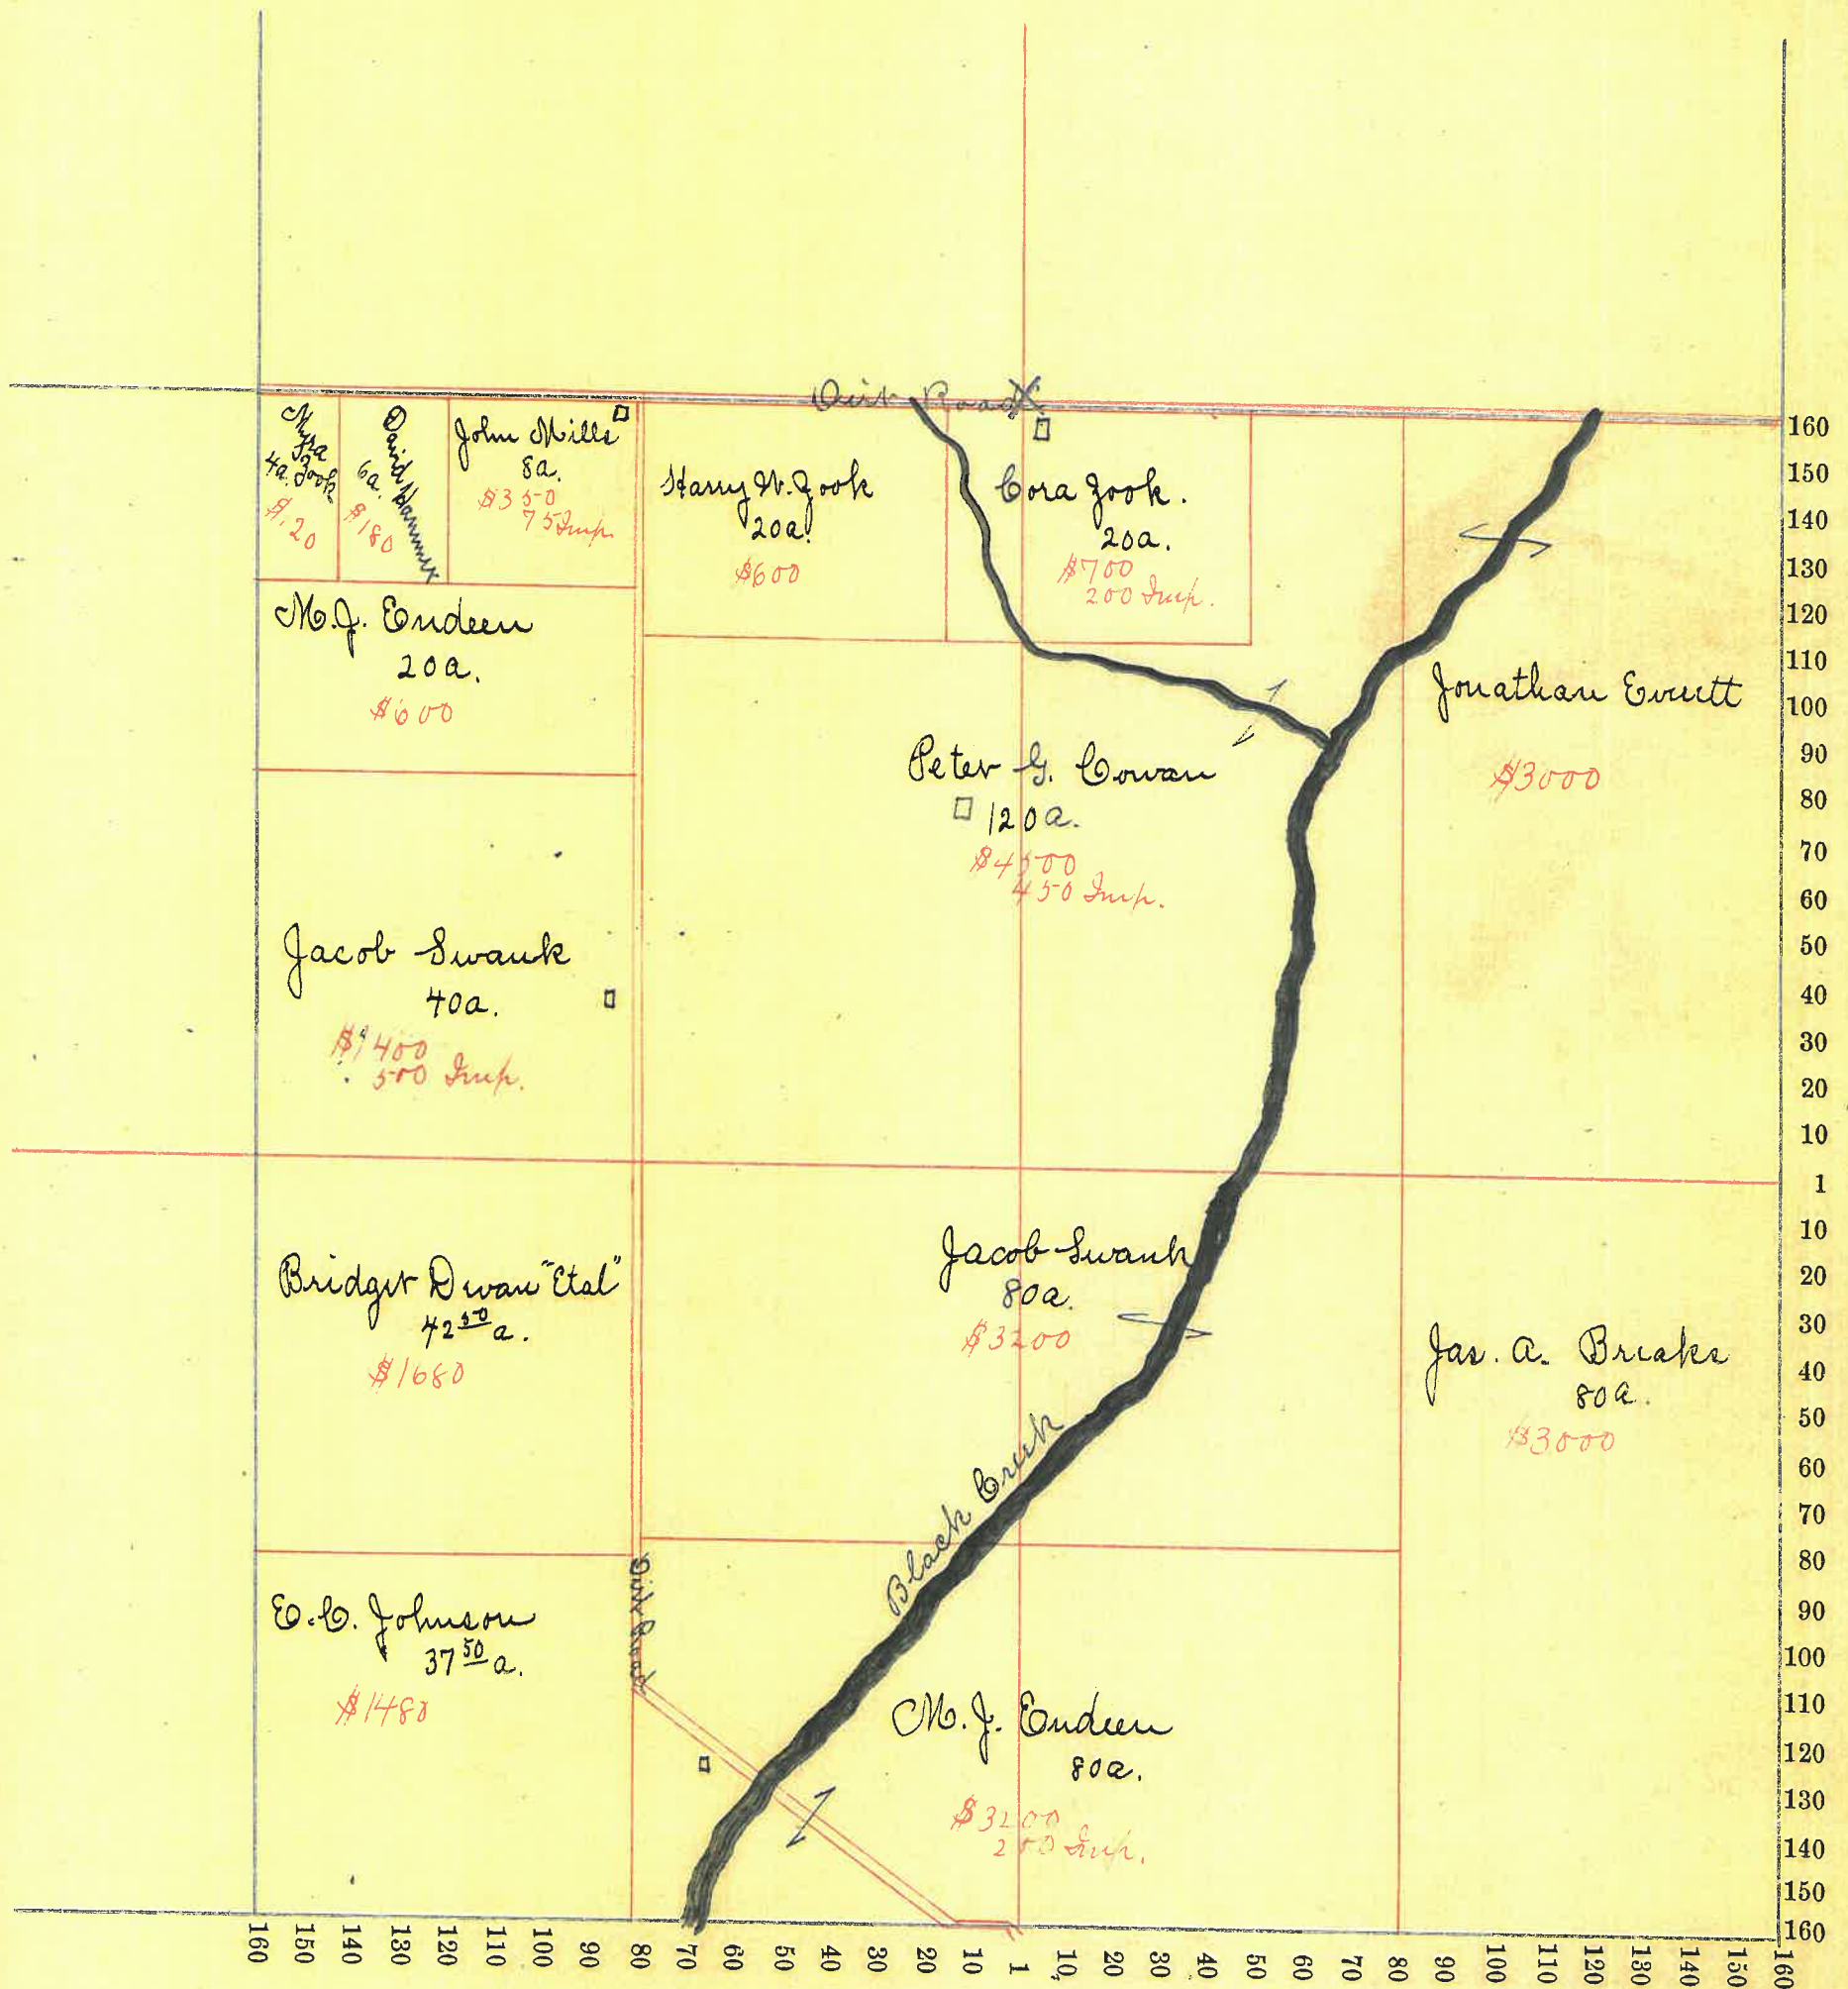 Dirt Road
X
Myra
Zook
4a.
$120
David Hammer
6a.
$180
John Mills
8a.
$350
75 Imp.
Harry W. Zook
20a.
$600
Cora Zook.
20a.
$700
200 Imp.
M.J. Endeen
20a.
$600
Jonathan Everett
$3000
Peter G. Cowan
120a.
$4500
450 Imp.
Jacob Swank
40a.
$1400
500 Imp.
Bridget Dwan "Etal"
42 50 a.
$1680
Jacob Swank
80a.
$3200
Jas. A. Breaks
80a.
$3000
Black Creek
Dirt Road
E.C. Johnson
37 50 a.
$1480
M.J. Endeen
80a.
$3200
200 Imp.
160
150
140
130
120
110
100
90
80
70
60
50
40
30
20
10
1
10
20
30
40
50
60
70
80
90
100
110
120
130
140
150
160
160 150 140 130 120 110 100 90 80 70 60 50 40 30 20 10 1 10 20 30 40 50 60 70 80 90 100 110 120 130 140 150 160